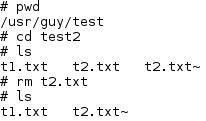 # pwd
/usr/guy/test
# cd test2
# ls
t1.txt   t2.txt   t2.txt~
# rm t2.txt
# ls
t1.txt   t2.txt~